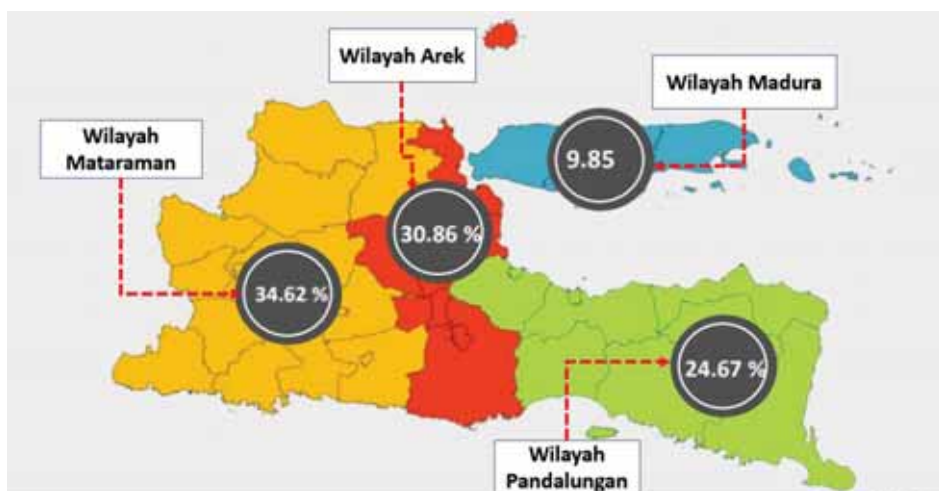 Wilayah Arek
Wilayah Madura
Wilayah
Mataraman
9.85
30.86 %
34.62 %
24.67 %
Wilayah
Pandalungan